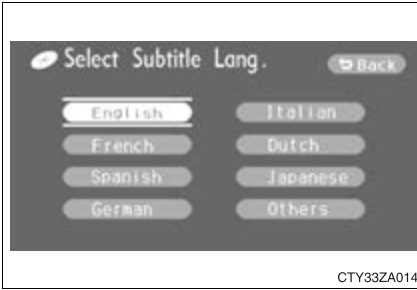 Select Subtitle Lang.
Back
English
Italian
French
Dutch
Spanish
Japanese
German
Others
CTY33ZA014